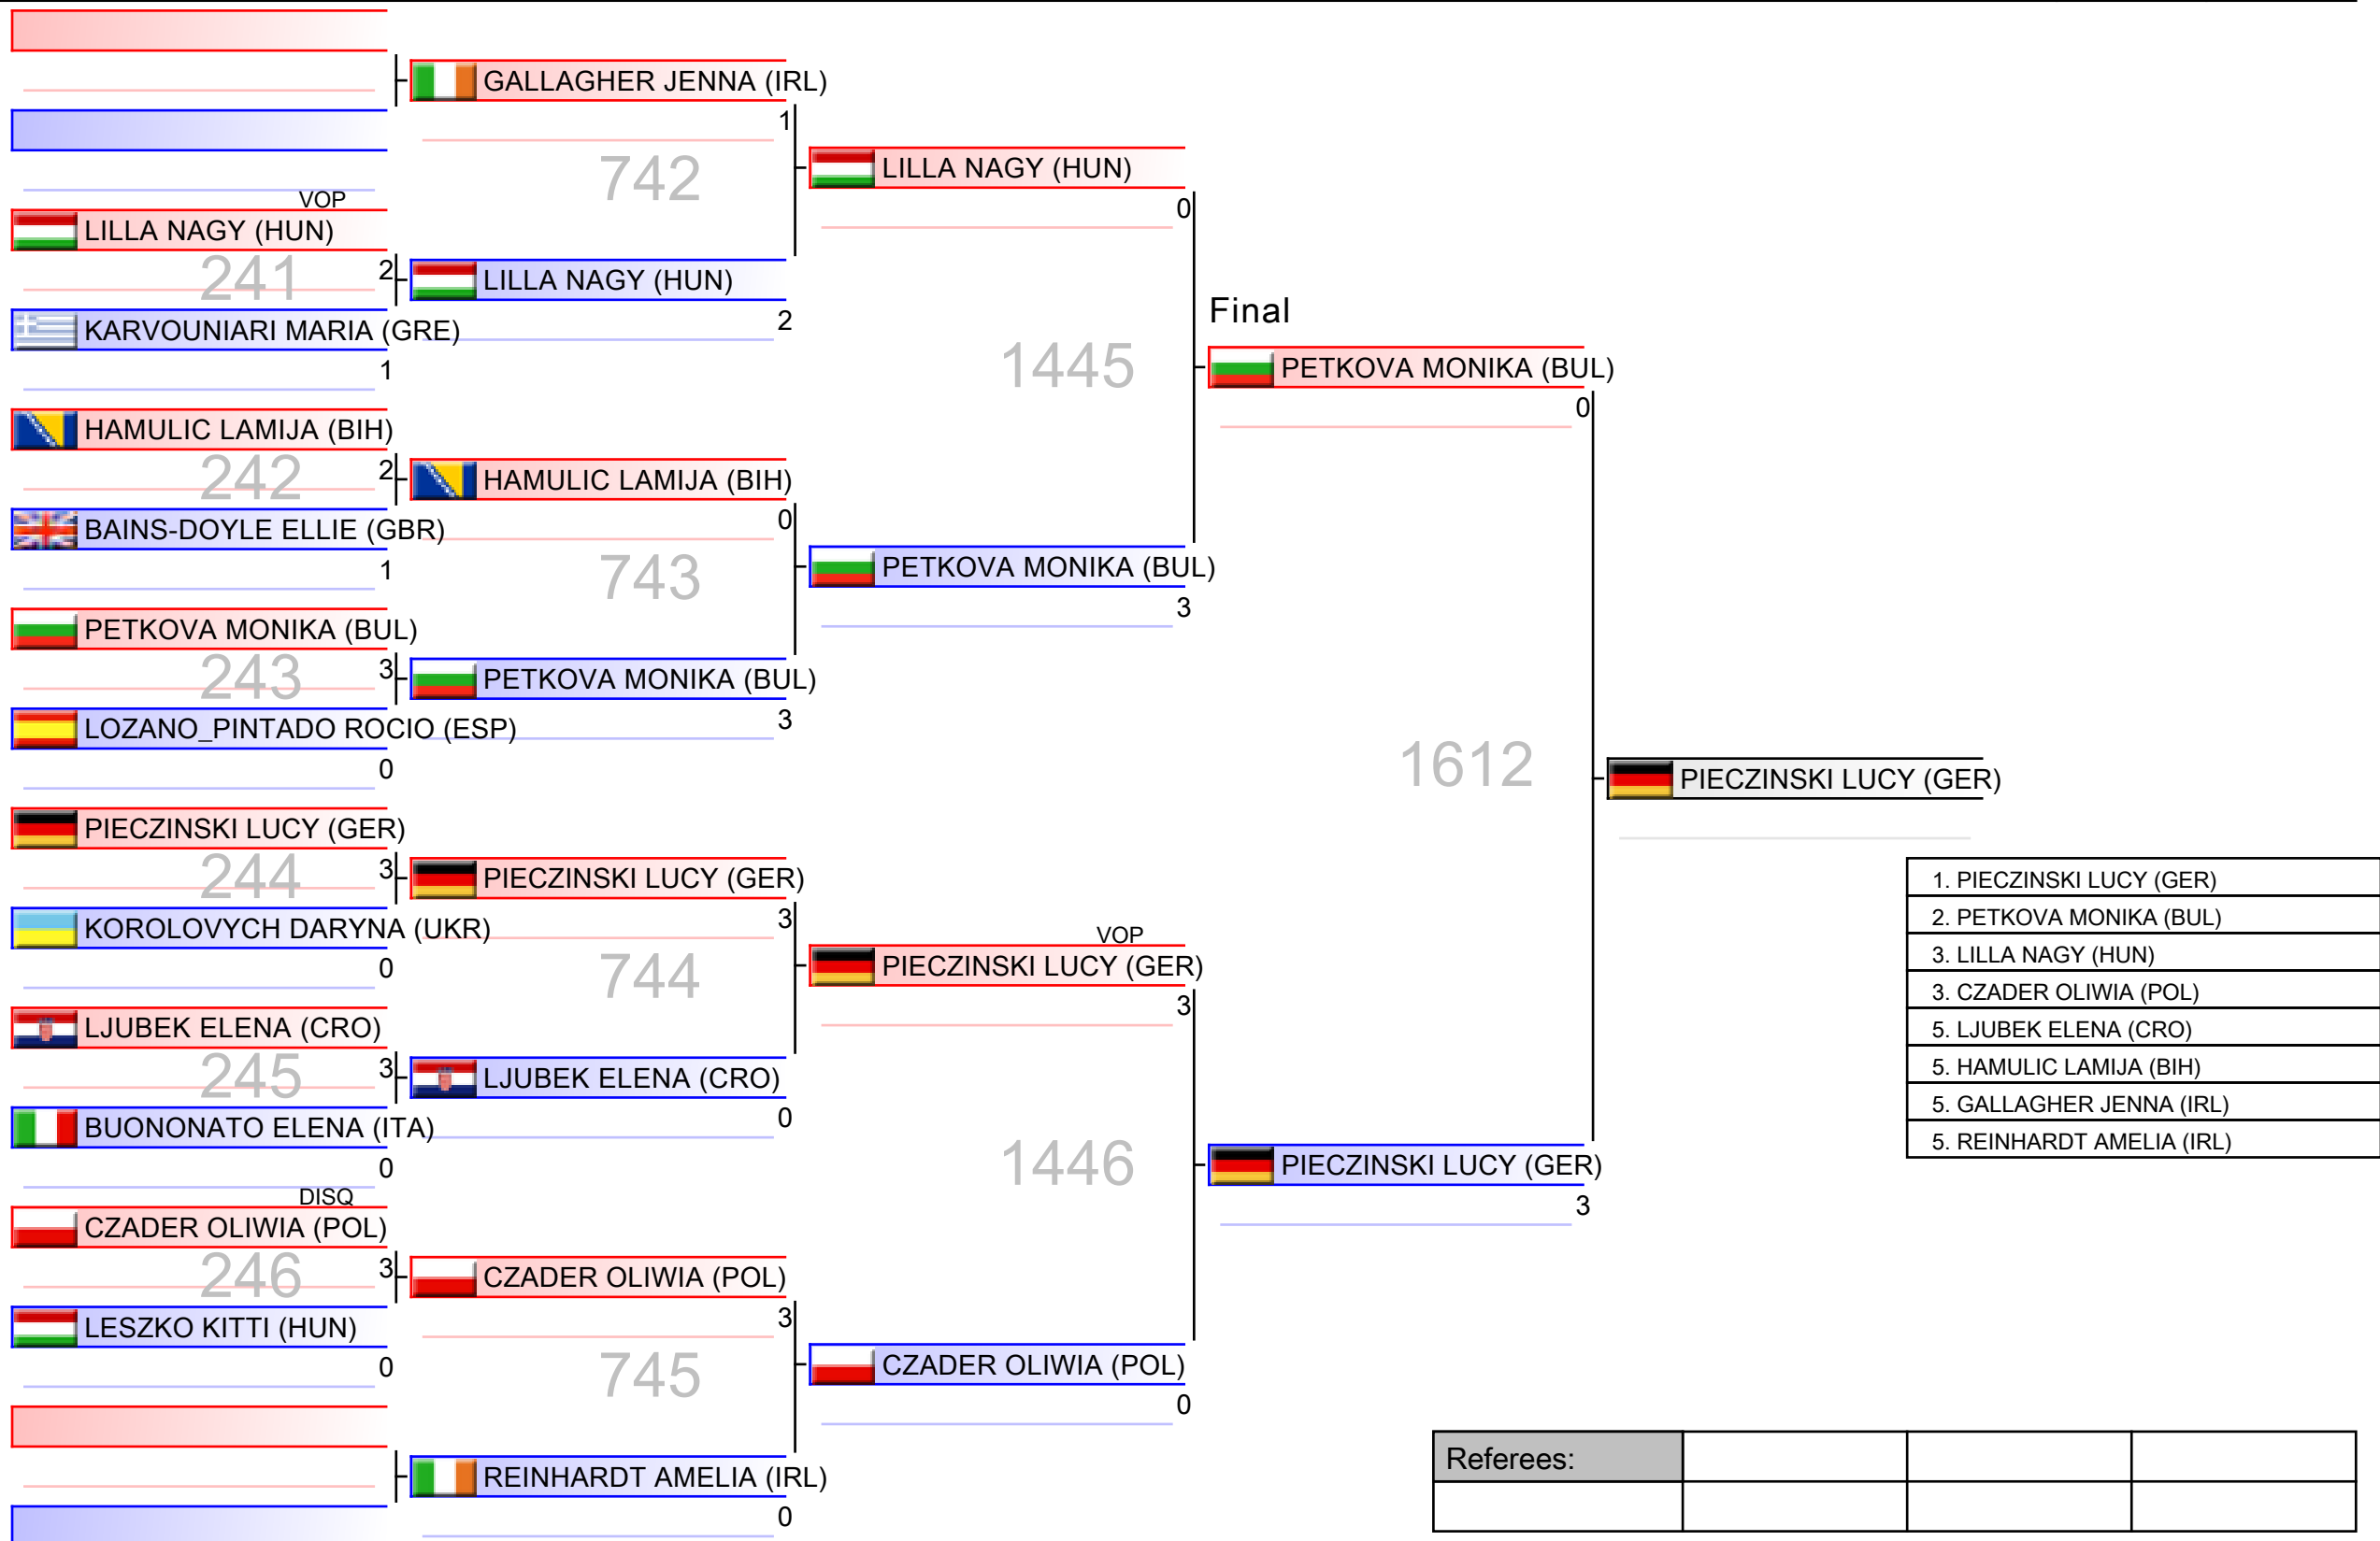 GALLAGHER JENNA (IRL)
1
742
LILLA NAGY (HUN)
0
VOP
LILLA NAGY (HUN)
241
2
LILLA NAGY (HUN)
2
KARVOUNIARI MARIA (GRE)
1
Final
1445
PETKOVA MONIKA (BUL)
0
HAMULIC LAMIJA (BIH)
242
2
HAMULIC LAMIJA (BIH)
0
BAINS-DOYLE ELLIE (GBR)
1
743
PETKOVA MONIKA (BUL)
3
PETKOVA MONIKA (BUL)
243
3
PETKOVA MONIKA (BUL)
3
LOZANO_PINTADO ROCIO (ESP)
0
1612
PIECZINSKI LUCY (GER)
PIECZINSKI LUCY (GER)
244
3
PIECZINSKI LUCY (GER)
3
KOROLOVYCH DARYNA (UKR)
0
744
VOP
PIECZINSKI LUCY (GER)
3
LJUBEK ELENA (CRO)
245
3
LJUBEK ELENA (CRO)
0
BUONONATO ELENA (ITA)
0
1446
PIECZINSKI LUCY (GER)
3
DISQ
CZADER OLIWIA (POL)
246
3
CZADER OLIWIA (POL)
3
LESZKO KITTI (HUN)
0
745
CZADER OLIWIA (POL)
0
REINHARDT AMELIA (IRL)
0
1. PIECZINSKI LUCY (GER)
2. PETKOVA MONIKA (BUL)
3. LILLA NAGY (HUN)
3. CZADER OLIWIA (POL)
5. LJUBEK ELENA (CRO)
5. HAMULIC LAMIJA (BIH)
5. GALLAGHER JENNA (IRL)
5. REINHARDT AMELIA (IRL)
Referees: